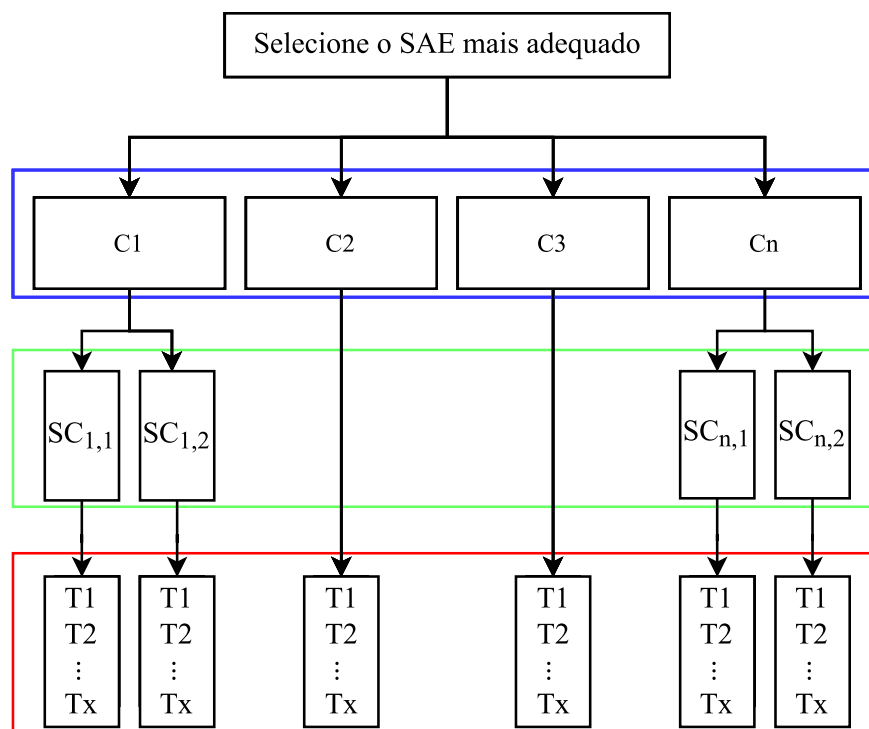 Selecione o SAE mais adequado
C1 C2 C3 Cn
SC1,1 SC1,2 SCn,1 SCn,2
T1 T1 T1 T1 T1 T1
T2 T2 T2 T2 T2 T2
⋮ ⋮ ⋮ ⋮ ⋮ ⋮
Tx Tx Tx Tx Tx Tx